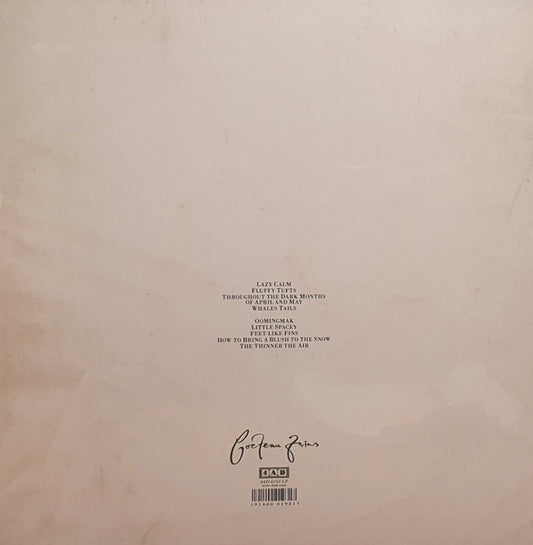 LAZY CALM
FLUFFY TUFTS
THROUGHOUT THE DARK MONTHS
OF APRIL AND MAY
WHALES TAILS
OOMINGMAK
LITTLE SPACEY
FEET-LIKE FINS
HOW TO BRING A BLUSH TO THE SNOW
THE THINNER THE AIR
Cocteau Twins
4AD